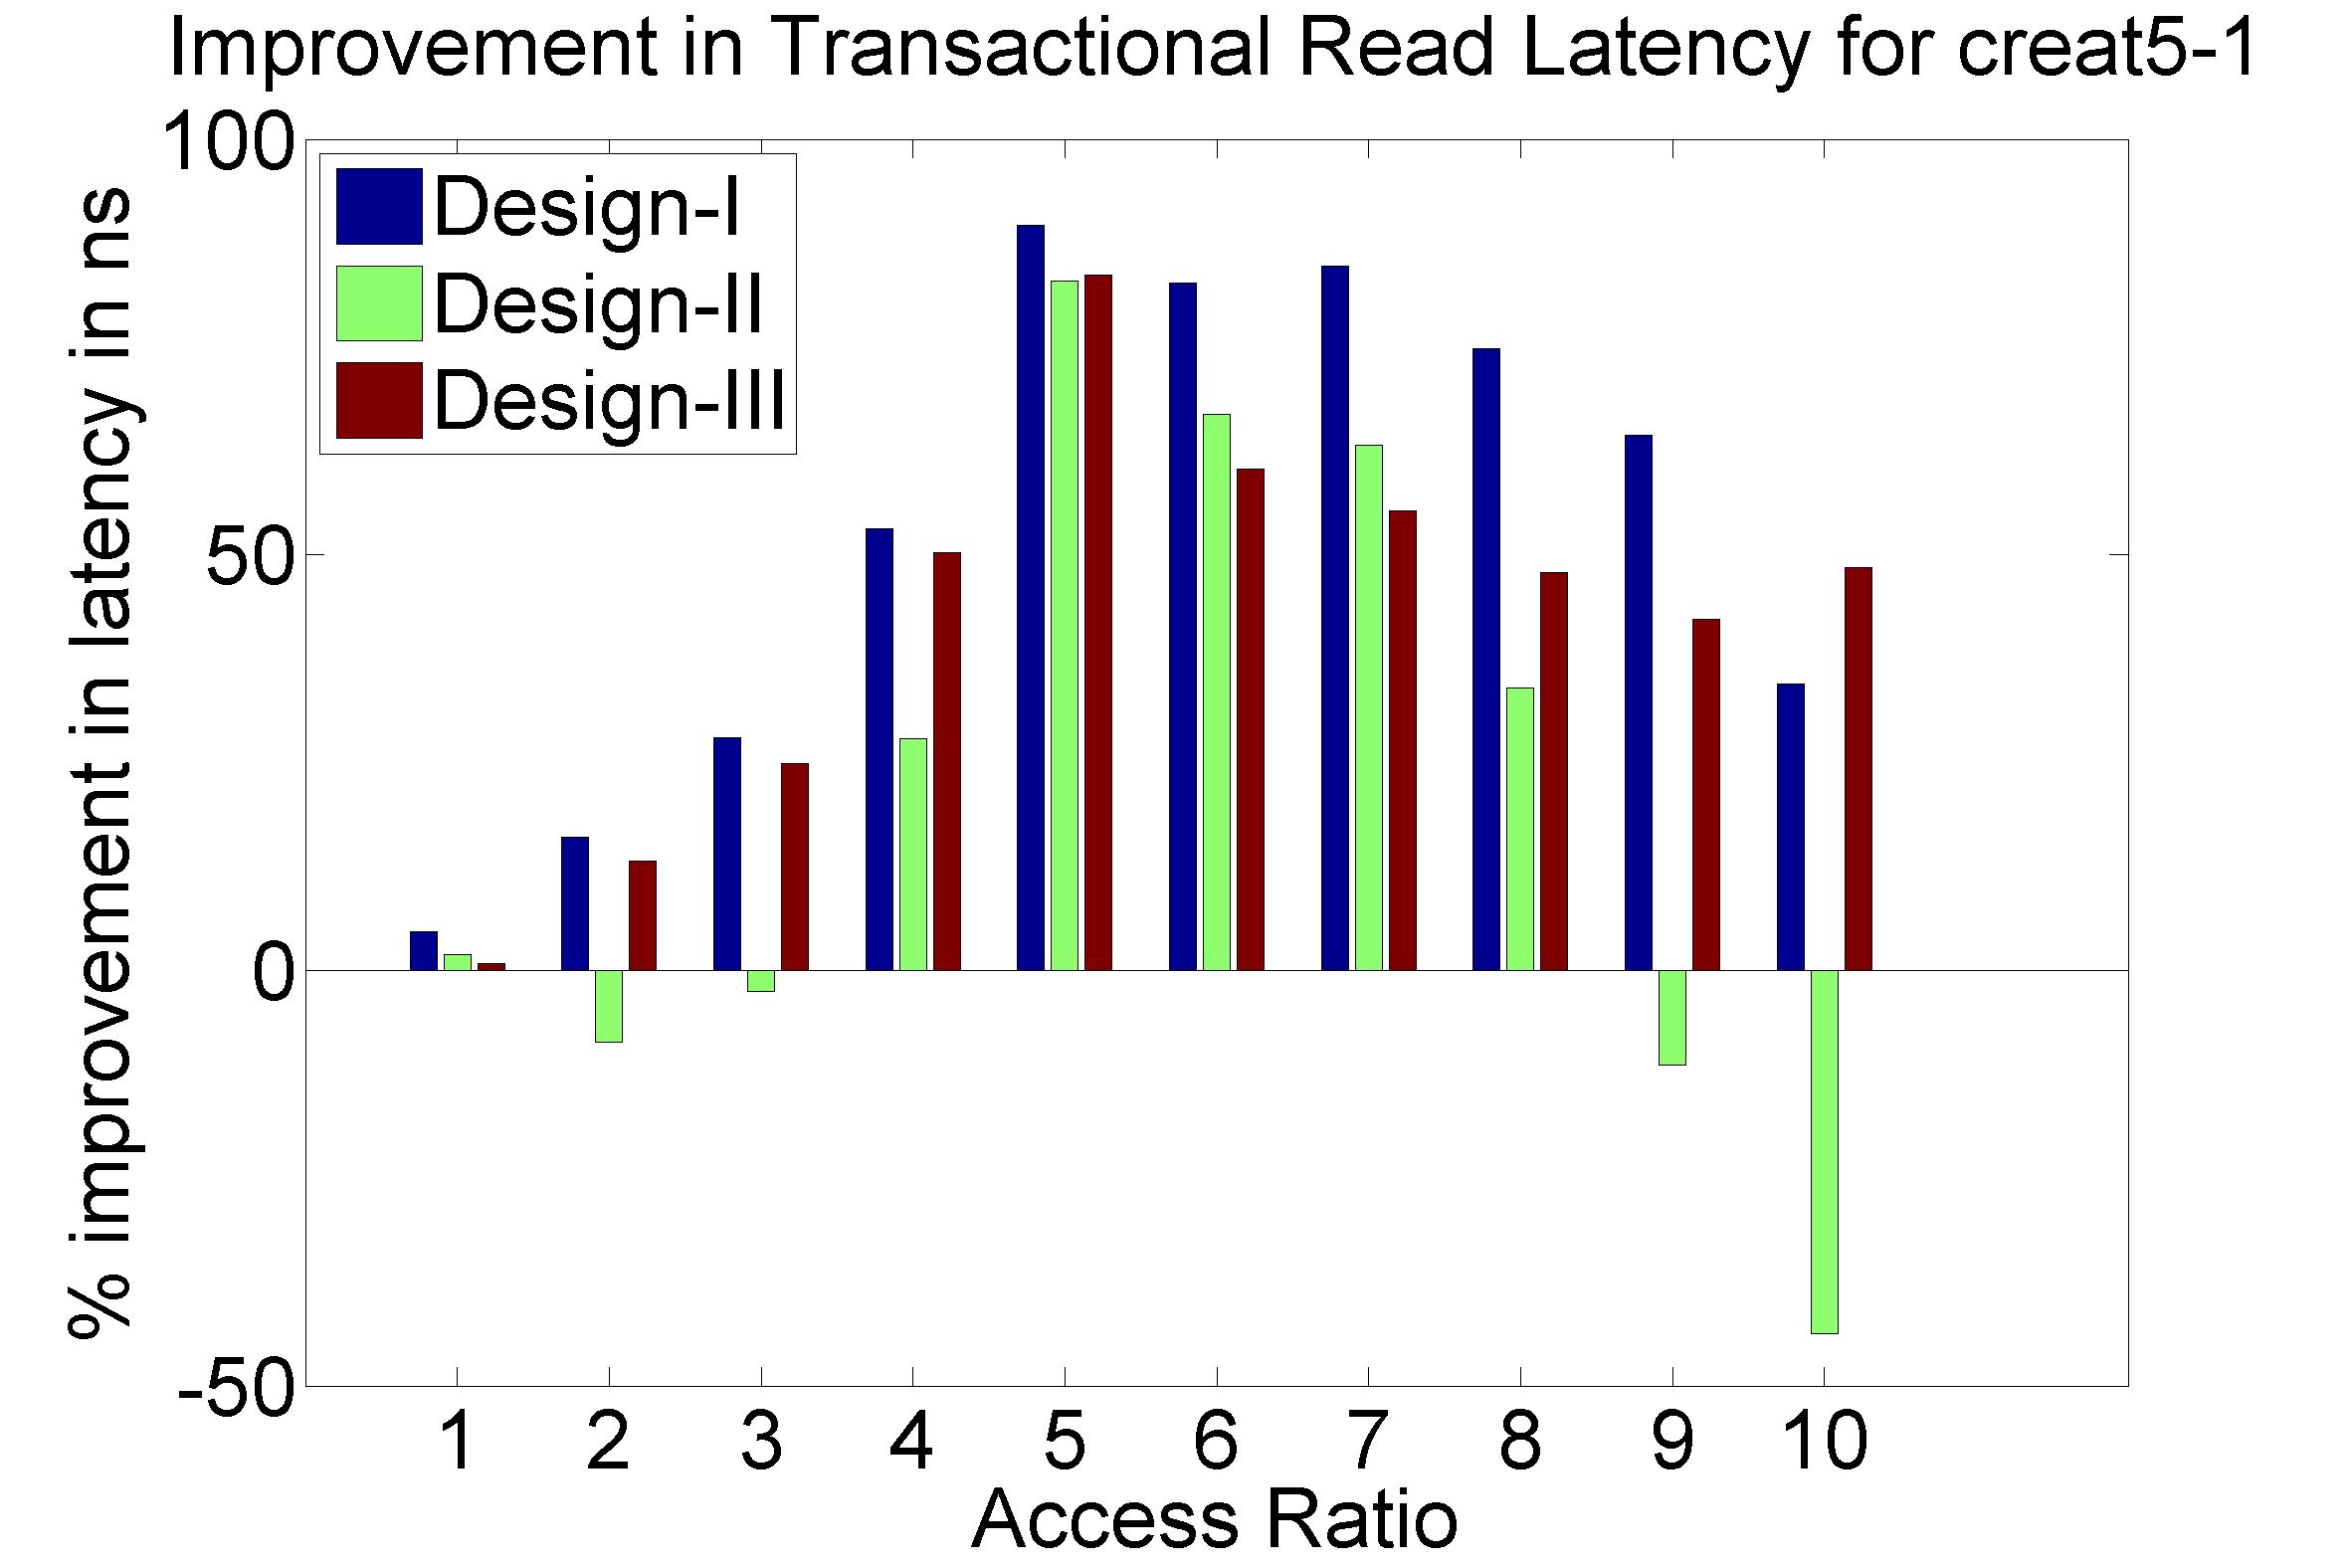 Improvement in Transactional Read Latency for creat5-1
100
50
0
-50
% improvement in latency in ns
Design-I
Design-II
Design-III
1 2 3 4 5 6 7 8 9 10
Access Ratio